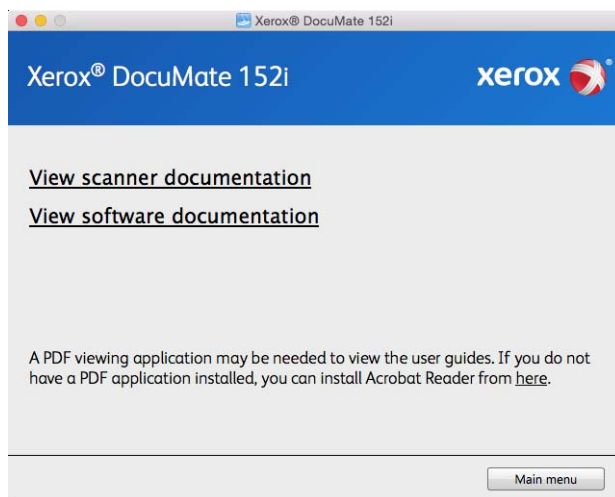 Xerox® DocuMate 152i
Xerox® DocuMate 152i
xerox
View scanner documentation
View software documentation
A PDF viewing application may be needed to view the user guides. If you do not
have a PDF application installed, you can install Acrobat Reader from here.
Main menu